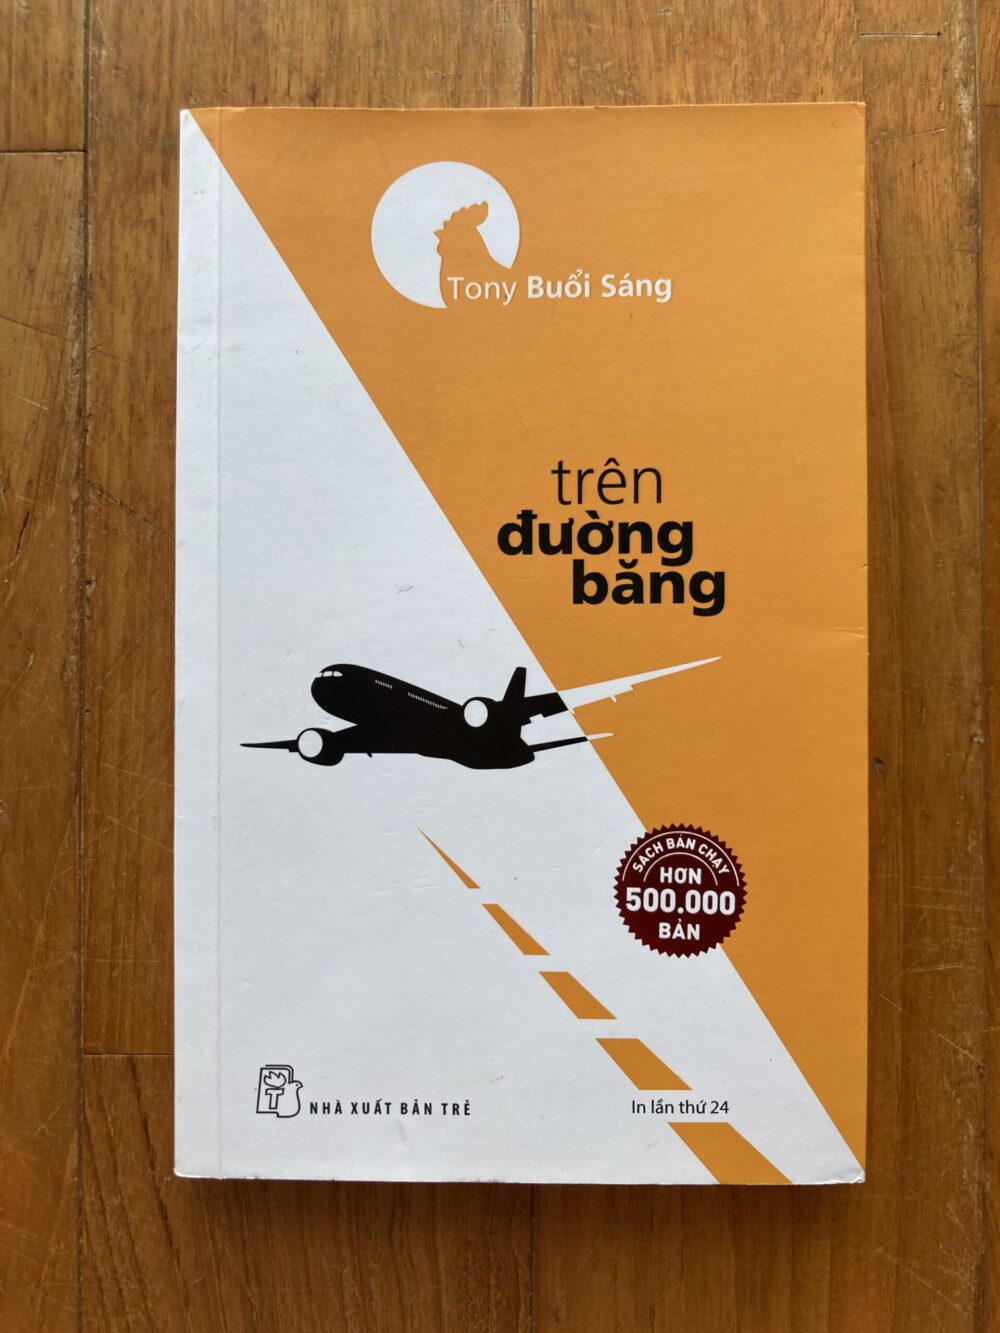 Tony Buổi Sáng
trên
đường
băng
SÁCH BÁN CHẠY
HƠN
500.000
BẢN
NHÀ XUẤT BẢN TRẺ
In lần thứ 24